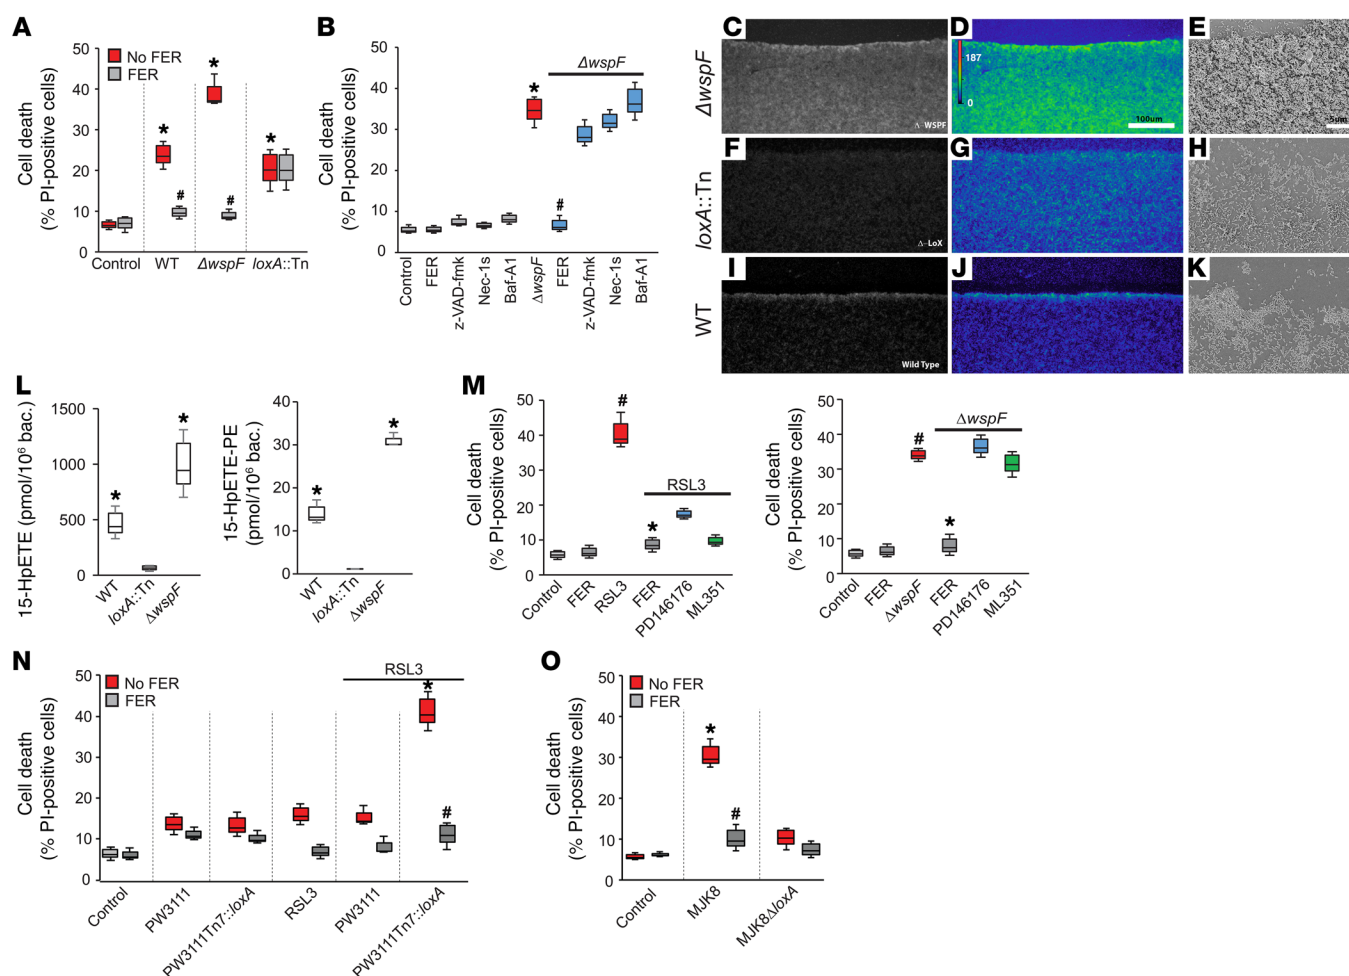 A
Cell death
(% PI-positive cells)
50
40
30
20
10
0
No FER
FER
*
#
*
#
*
Control
WT
ΔwspF
loxA::Tn
B
Cell death
(% PI-positive cells)
50
40
30
20
10
0
ΔwspF
*
#
Control
FER
z-VAD-fmk
Nec-1s
Baf-A1
ΔwspF
FER
z-VAD-fmk
Nec-1s
Baf-A1
ΔwspF
C
Δ-WSPF
D
187
0
100um
E
5um
loxA::Tn
F
Δ-LoX
G
H
WT
I
Wild Type
J
K
L
15-HpETE (pmol/10⁶ bac.)
1500
1000
500
0
*
*
WT
loxA::Tn
ΔwspF
15-HpETE-PE
(pmol/10⁶ bac.)
40
30
20
10
0
*
*
WT
loxA::Tn
ΔwspF
M
Cell death
(% PI-positive cells)
50
40
30
20
10
0
#
RSL3
*
Control
FER
RSL3
FER
PD146176
ML351
Cell death
(% PI-positive cells)
50
40
30
20
10
0
ΔwspF
#
*
Control
FER
ΔwspF
FER
PD146176
ML351
N
Cell death
(% PI-positive cells)
50
40
30
20
10
0
No FER
FER
RSL3
*
#
Control
PW3111
PW3111Tn7::loxA
RSL3
PW3111
PW3111Tn7::loxA
O
Cell death
(% PI-positive cells)
50
40
30
20
10
0
No FER
FER
*
#
Control
MJK8
MJK8ΔloxA